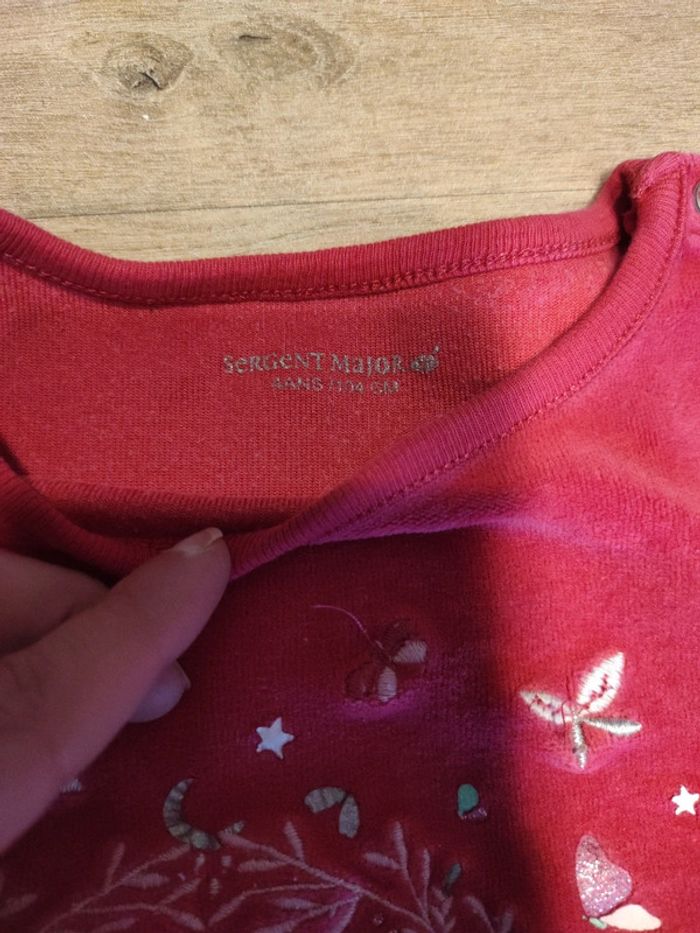 SeRGeNT MaJoR
4ANS / 104 CM